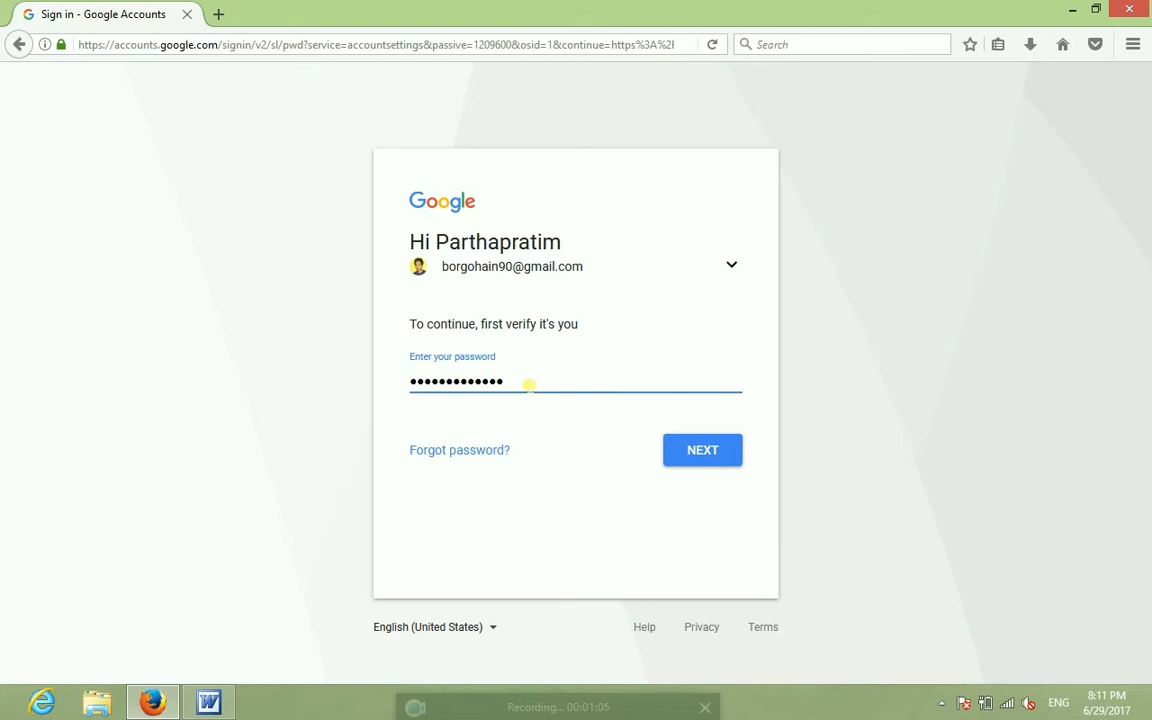 Sign in - Google Accounts
https://accounts.google.com/signin/v2/sl/pwd?service=accountsettings&passive=1209600&osid=1&continue=https%3A%2F
Search
Google
Hi Parthapratim
borgohain90@gmail.com
To continue, first verify it's you
Enter your password
•••••••••••••
Forgot password?
NEXT
English (United States)
Help
Privacy
Terms
Recording... 00:01:05
ENG
8:11 PM
6/29/2017